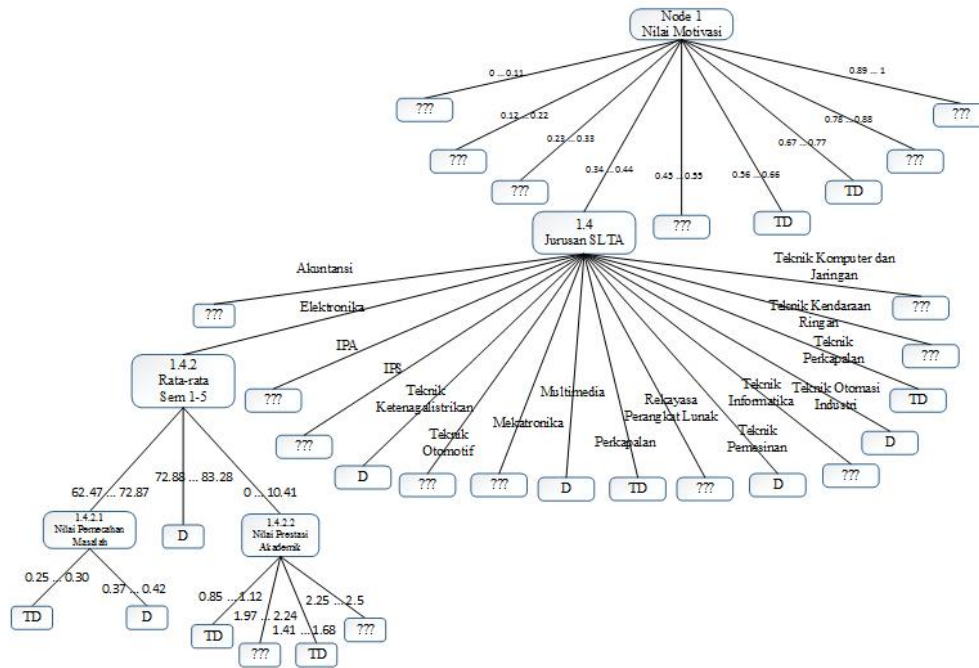 Node 1
Nilai Motivasi
0 ... 0.11
0.89 ... 1
???
???
0.12 ... 0.22
0.78 ... 0.88
???
???
0.23 ... 0.33
0.67 ... 0.77
???
TD
0.34 ... 0.44
0.45 ... 0.55
0.56 ... 0.66
???
TD
1.4
Jurusan SLTA
Akuntansi
Teknik Komputer dan
Jaringan
???
???
Elektronika
Teknik Kendaraan
Ringan
IPA
Teknik
Perkapalan
???
1.4.2
Rata-rata
Sem 1-5
IPS
Teknik
Ketenagalistrikan
Multimedia
Rekayasa
Perangkat Lunak
Teknik
Informatika
Teknik Otomasi
Industri
???
TD
Teknik
Otomotif
Mekatronika
Perkapalan
Teknik
Pemesinan
???
D
D
???
???
D
TD
???
D
???
62.47 ... 72.87
72.88 ... 83.28
0 ... 10.41
1.4.2.1
Nilai Pemecahan
Masalah
D
1.4.2.2
Nilai Prestasi
Akademik
0.25 ... 0.30
0.37 ... 0.42
TD
D
0.85 ... 1.12
1.97 ... 2.24
1.41 ... 1.68
2.25 ... 2.5
TD
???
TD
???